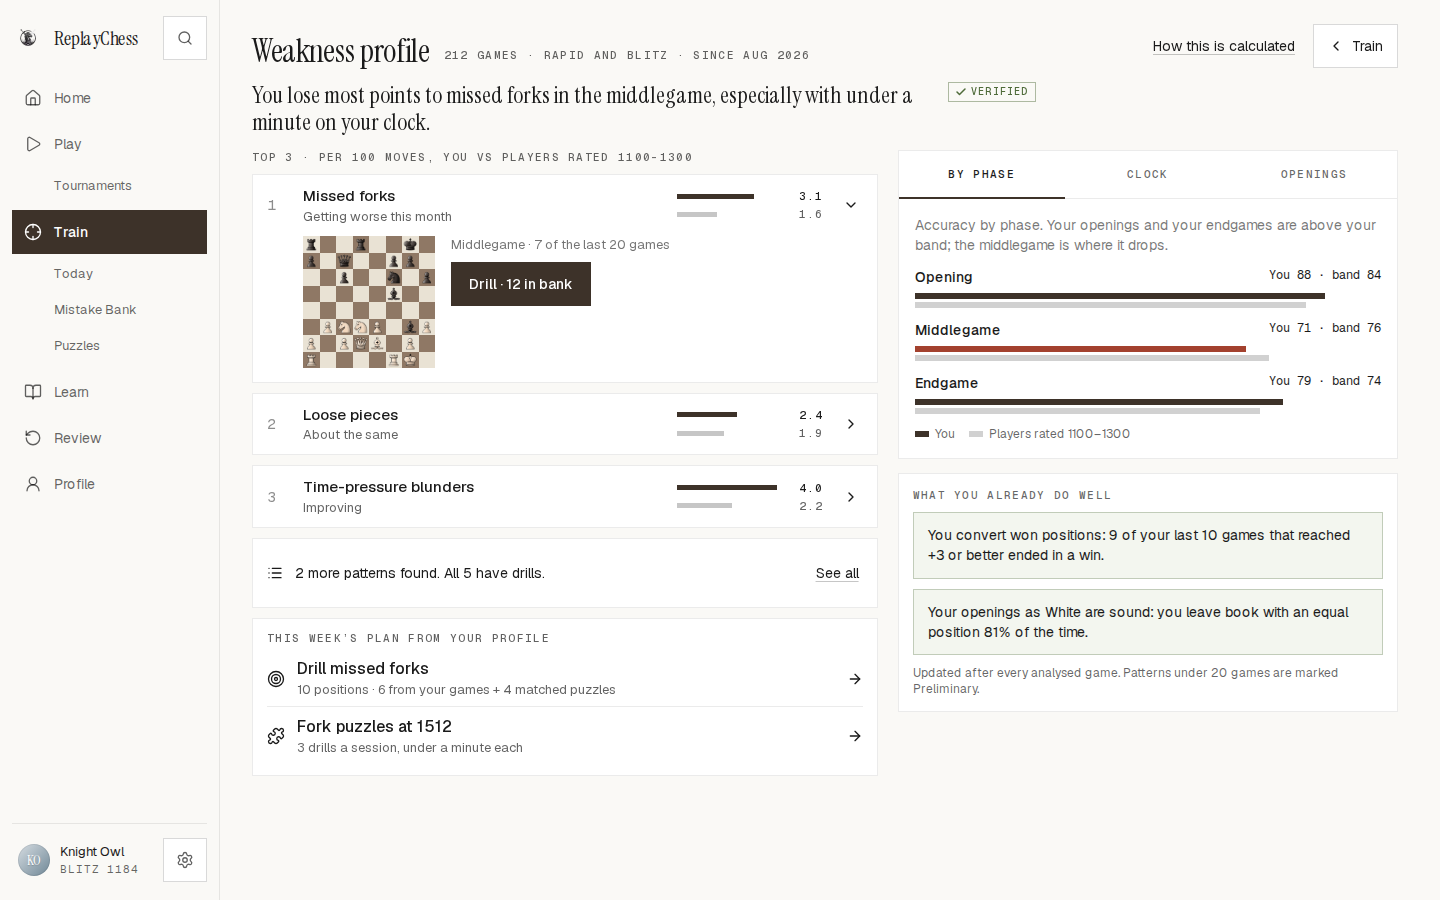 ReplayChess
Home
Play
Tournaments
Train
Today
Mistake Bank
Puzzles
Learn
Review
Profile
KO
Knight Owl
BLITZ 1184
Weakness profile
212 GAMES · RAPID AND BLITZ · SINCE AUG 2026
How this is calculated
Train
You lose most points to missed forks in the middlegame, especially with under a
minute on your clock.
VERIFIED
TOP 3 · PER 100 MOVES, YOU VS PLAYERS RATED 1100-1300
1
Missed forks
Getting worse this month
3.1
1.6
Middlegame · 7 of the last 20 games
Drill · 12 in bank
2
Loose pieces
About the same
2.4
1.9
3
Time-pressure blunders
Improving
4.0
2.2
2 more patterns found. All 5 have drills.
See all
THIS WEEK'S PLAN FROM YOUR PROFILE
Drill missed forks
10 positions · 6 from your games + 4 matched puzzles
Fork puzzles at 1512
3 drills a session, under a minute each
BY PHASE
CLOCK
OPENINGS
Accuracy by phase. Your openings and your endgames are above your
band; the middlegame is where it drops.
Opening
You 88 · band 84
Middlegame
You 71 · band 76
Endgame
You 79 · band 74
You
Players rated 1100–1300
WHAT YOU ALREADY DO WELL
You convert won positions: 9 of your last 10 games that reached
+3 or better ended in a win.
Your openings as White are sound: you leave book with an equal
position 81% of the time.
Updated after every analysed game. Patterns under 20 games are marked
Preliminary.